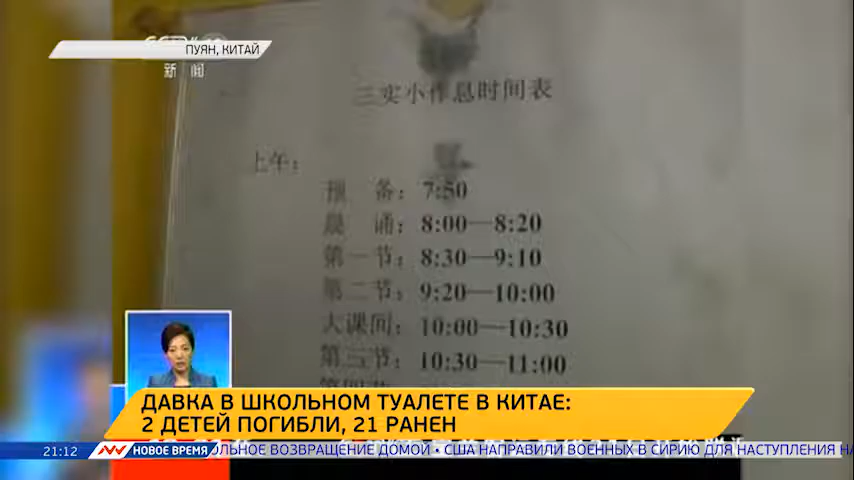 ПУЯН, КИТАЙ
新闻
三实小作息时间表
上午:
预 备: 7:50
晨 诵: 8:00—8:20
第一节: 8:30—9:10
第二节: 9:20—10:00
大课间: 10:00—10:30
第三节: 10:30—11:00
ДАВКА В ШКОЛЬНОМ ТУАЛЕТЕ В КИТАЕ:
2 ДЕТЕЙ ПОГИБЛИ, 21 РАНЕН
21:12 НОВОЕ ВРЕМЯ ОЛЬНОЕ ВОЗВРАЩЕНИЕ ДОМОЙ • США НАПРАВИЛИ ВОЕННЫХ В СИРИЮ ДЛЯ НАСТУПЛЕНИЯ НА